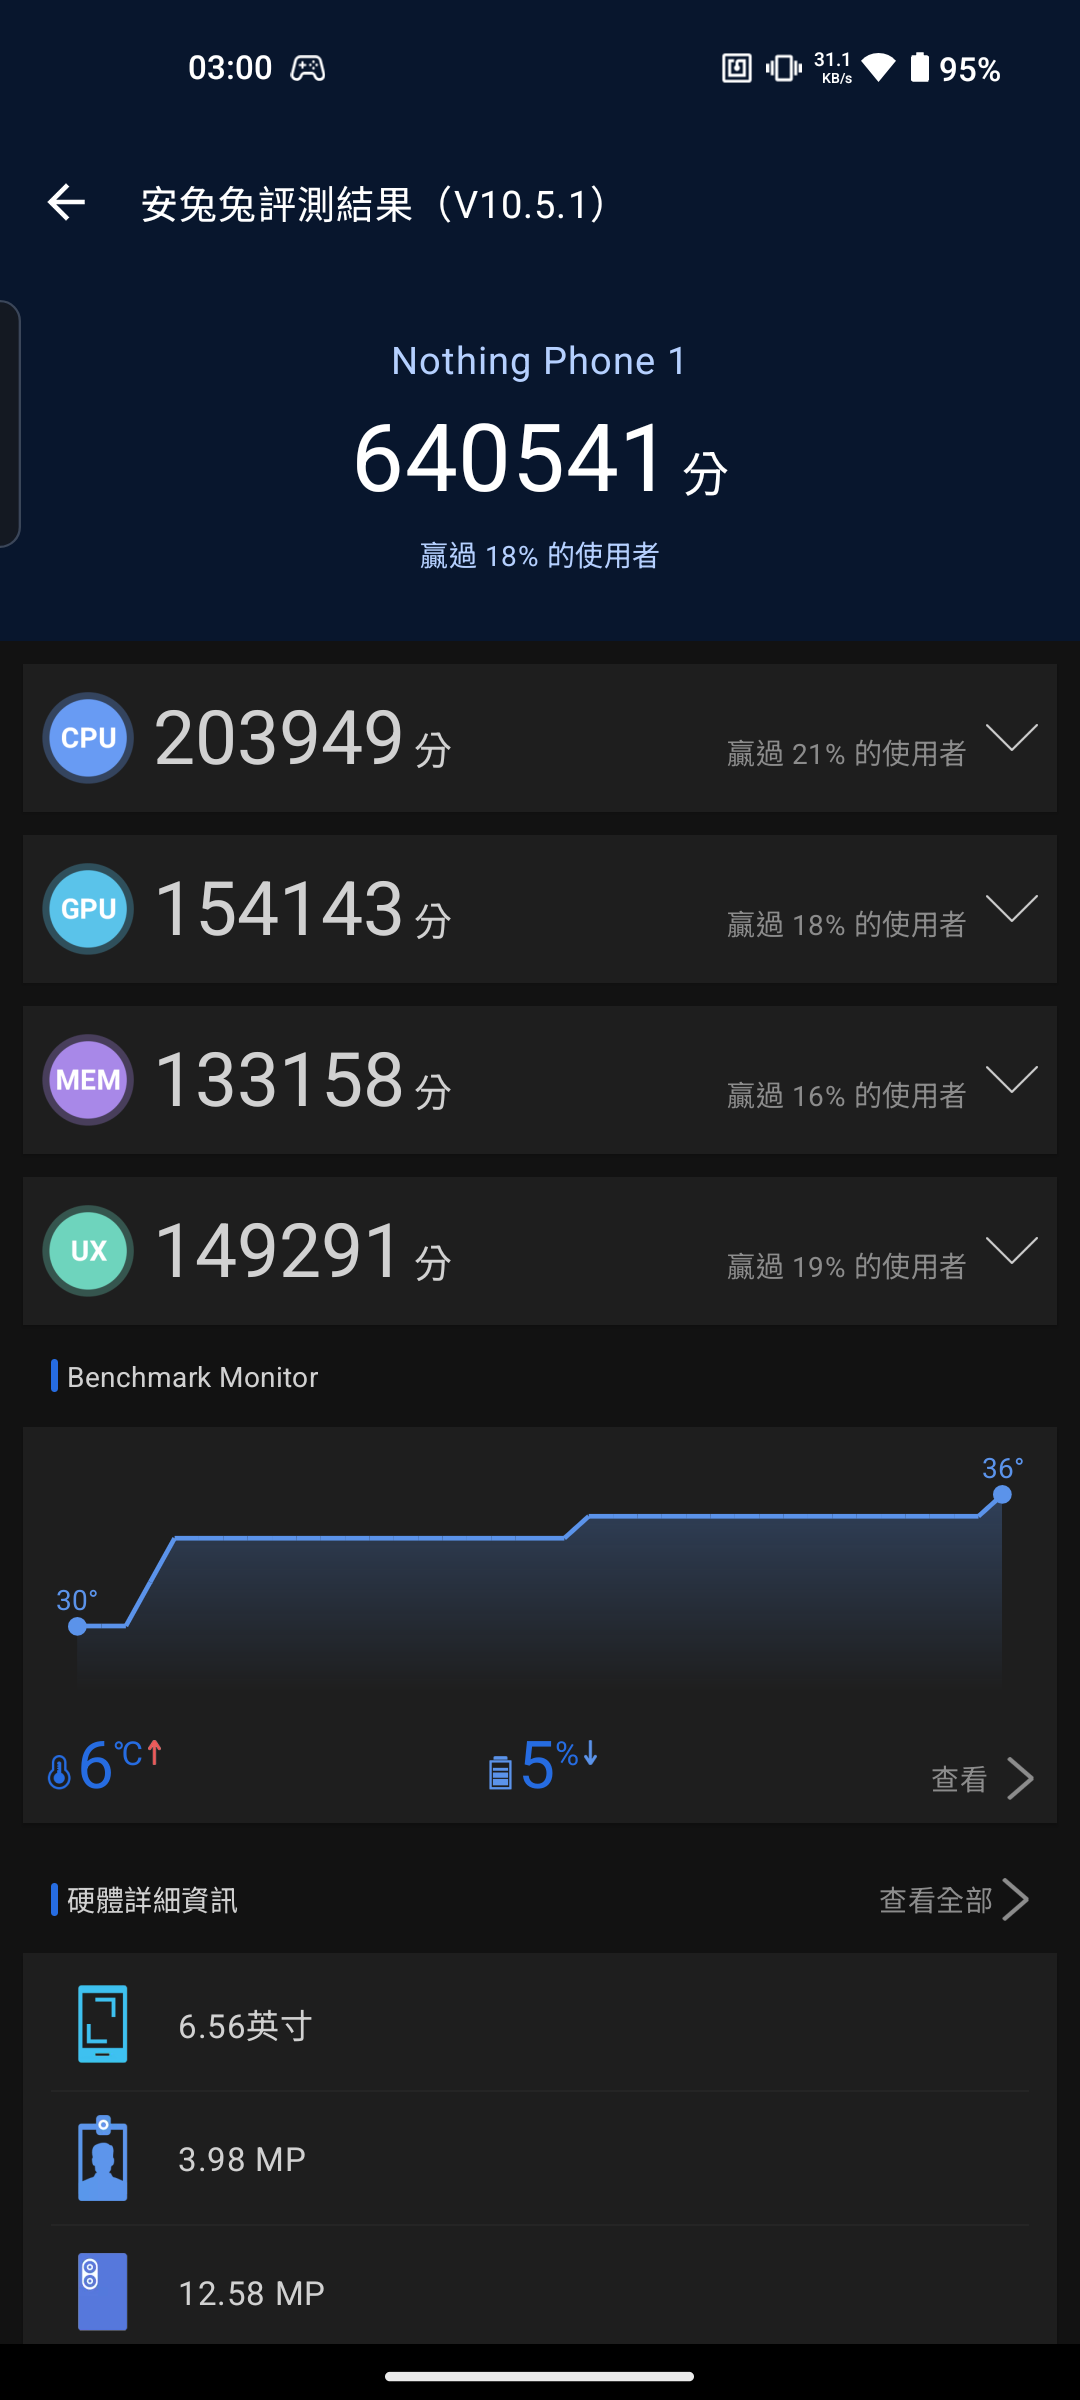 03:00
31.1
KB/s
95%
安兔兔評測結果（V10.5.1）
Nothing Phone 1
640541 分
贏過 18% 的使用者
CPU 203949 分 贏過 21% 的使用者
GPU 154143 分 贏過 18% 的使用者
MEM 133158 分 贏過 16% 的使用者
UX 149291 分 贏過 19% 的使用者
Benchmark Monitor
36°
30°
6 ℃↑ 5 %↓ 查看
硬體詳細資訊 查看全部
6.56英寸
3.98 MP
12.58 MP